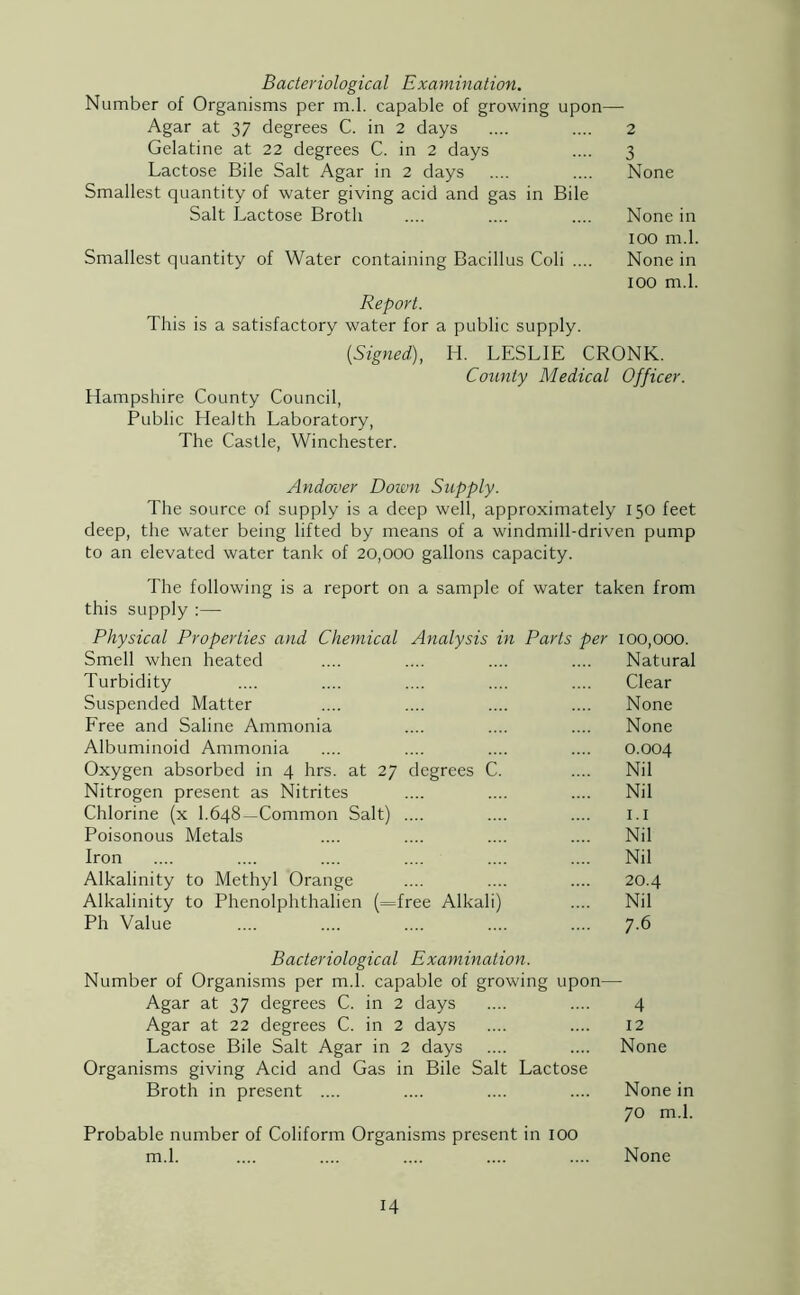 Bacteriological Examination.
Number of Organisms per m.l. capable of growing upon—
Agar at 37 degrees C. in 2 days .... .... 2
Gelatine at 22 degrees C. in 2 days .... 3
Lactose Bile Salt Agar in 2 days .... .... None
Smallest quantity of water giving acid and gas in Bile
Salt Lactose Broth .... .... .... None in
100 m.l.
Smallest quantity of Water containing Bacillus Coli .... None in
100 m.l.
Report.
This is a satisfactory water for a public supply.
(Signed), H. LESLIE CRONK.
County Medical Officer.
Hampshire County Council,
Public Health Laboratory,
The Castle, Winchester.
Andover Down Supply.
The source of supply is a deep well, approximately 150 feet
deep, the water being lifted by means of a windmill-driven pump
to an elevated water tank of 20,000 gallons capacity.
The following is a report on a sample of water taken from
this supply :—
Physical Properties and Chemical Analysis in Parts per 100,000.
Smell when heated .... .... .... .... Natural
Turbidity .... .... .... .... .... Clear
Suspended Matter .... .... .... .... None
Free and Saline Ammonia .... .... .... None
Albuminoid Ammonia .... .... .... .... 0.004
Oxygen absorbed in 4 hrs. at 27 degrees C. .... Nil
Nitrogen present as Nitrites .... .... .... Nil
Chlorine (x 1.648—Common Salt) .... .... .... 1.1
Poisonous Metals .... .... .... .... Nil
Iron .... .... .... .... .... .... Nil
Alkalinity to Methyl Orange .... .... .... 20.4
Alkalinity to Phenolphthalien (=free Alkali) .... Nil
Ph Value .... .... .... .... .... 7.6
Bacteriological Examination.
Number of Organisms per m.l. capable of growing upon—
Agar at 37 degrees C. in 2 days .... .... 4
Agar at 22 degrees C. in 2 days .... .... 12
Lactose Bile Salt Agar in 2 days .... .... None
Organisms giving Acid and Gas in Bile Salt Lactose
Broth in present .... .... .... .... None in
70 m.l.
Probable number of Coliform Organisms present in 100
m.l. .... .... .... .... .... None
14